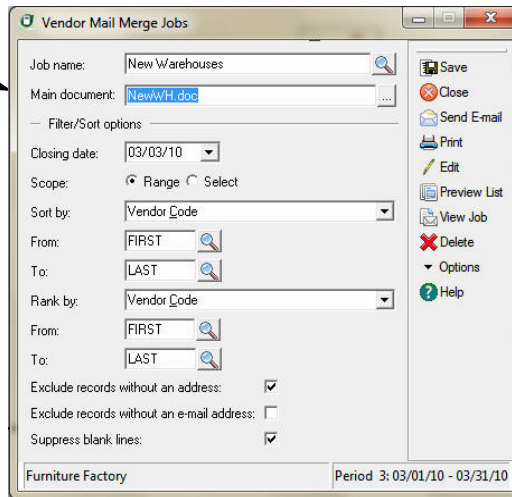 Vendor Mail Merge Jobs
Job name: New Warehouses
Main document: NewWH.doc ...
Filter/Sort options
Closing date: 03/03/10
Scope: Range Select
Sort by: Vendor Code
From: FIRST
To: LAST
Rank by: Vendor Code
From: FIRST
To: LAST
Exclude records without an address:
Exclude records without an e-mail address:
Suppress blank lines:
Save
Close
Send E-mail
Print
Edit
Preview List
View Job
Delete
Options
Help
Furniture Factory
Period 3: 03/01/10 - 03/31/10